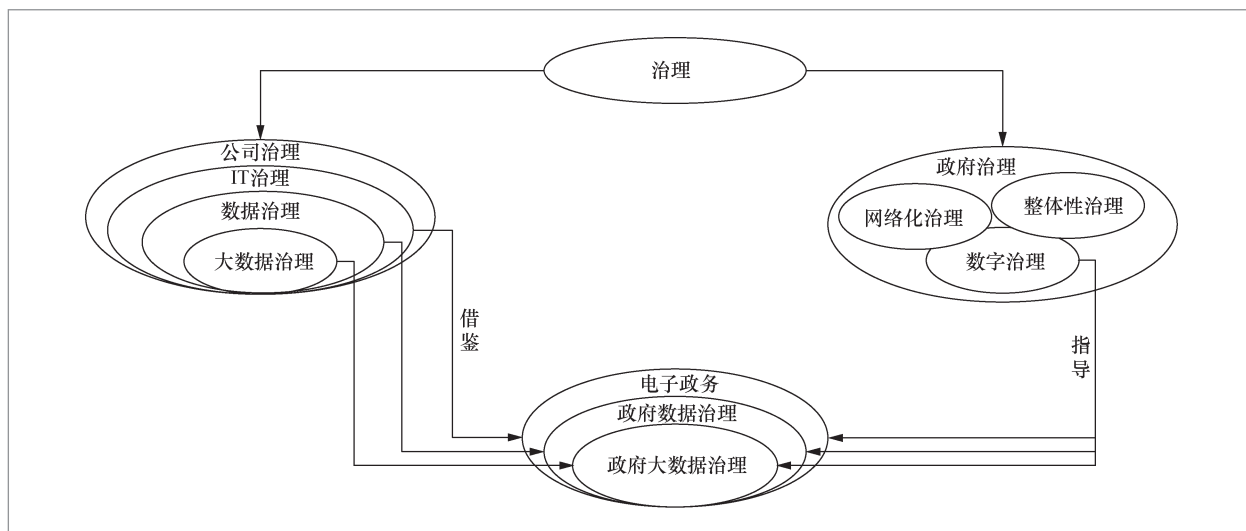 治理
公司治理
IT治理
数据治理
大数据治理
政府治理
网络化治理
整体性治理
数字治理
借鉴
指导
电子政务
政府数据治理
政府大数据治理